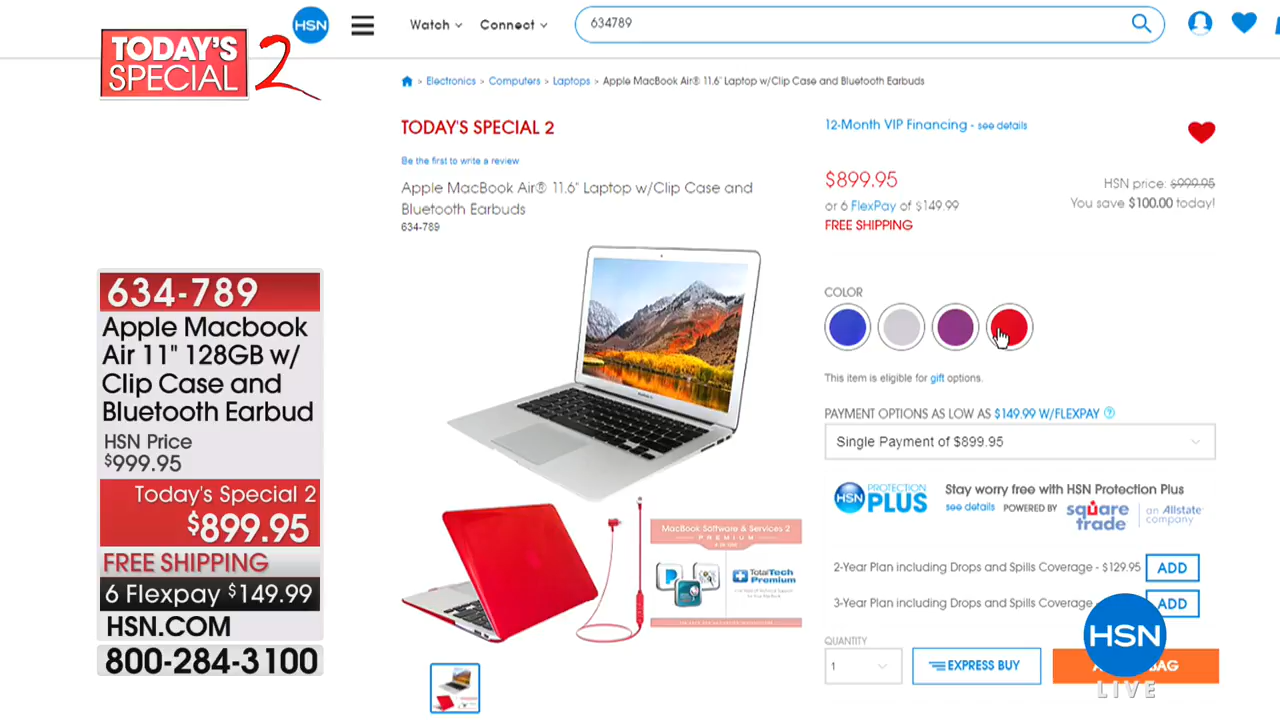 TODAY'S
SPECIAL 2
HSN
Watch
Connect
634789
Electronics > Computers > Laptops > Apple MacBook Air® 11.6" Laptop w/Clip Case and Bluetooth Earbuds
TODAY'S SPECIAL 2
Be the first to write a review
Apple MacBook Air® 11.6" Laptop w/Clip Case and
Bluetooth Earbuds
634-789
12-Month VIP Financing - see details
$899.95
HSN price: $999.95
or 6 FlexPay of $149.99
You save $100.00 today!
FREE SHIPPING
COLOR
This item is eligible for gift options.
PAYMENT OPTIONS AS LOW AS $149.99 W/FLEXPAY ?
Single Payment of $899.95
HSN PROTECTION PLUS
Stay worry free with HSN Protection Plus
see details POWERED BY square trade an Allstate company
2-Year Plan including Drops and Spills Coverage - $129.95 ADD
3-Year Plan including Drops and Spills Coverage ADD
QUANTITY
1
EXPRESS BUY
BAG
HSN
LIVE
MacBook Software & Services 2
PREMIUM
TotalTech
Premium
634-789
Apple Macbook
Air 11" 128GB w/
Clip Case and
Bluetooth Earbud
HSN Price
$999.95
Today's Special 2
$899.95
FREE SHIPPING
6 Flexpay $149.99
HSN.COM
800-284-3100